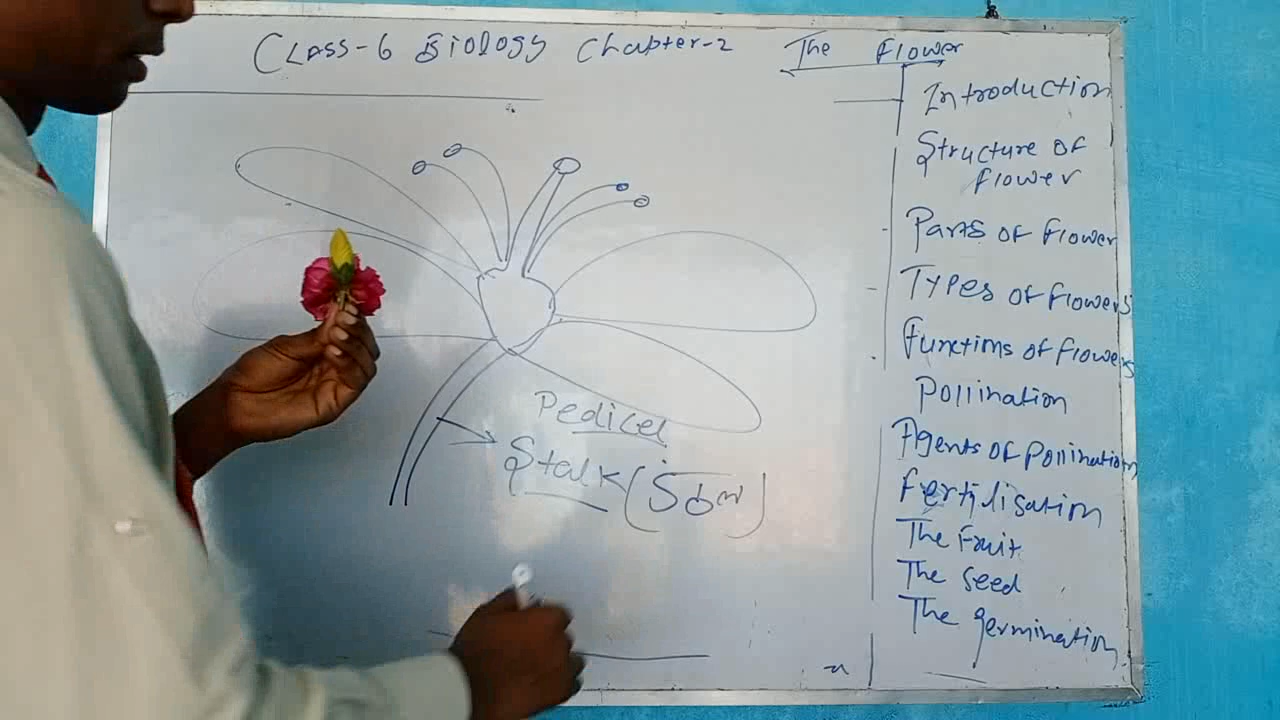 Class-6 Biology Chapter-2 The Flower
Introduction
Structure of
flower
Parts of flower
Types of flowers
Functions of flowers
Pollination
Agents of pollination
Fertilisation
The Fruit
The seed
The germination
Pedicel
Stalk